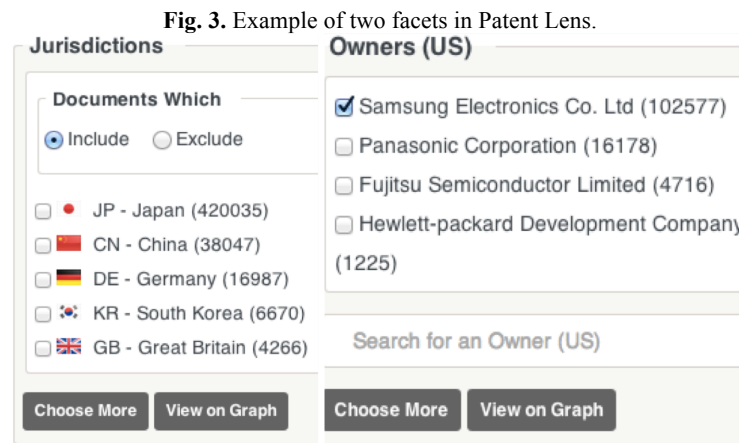 Fig. 3. Example of two facets in Patent Lens.
Jurisdictions
Documents Which
Include
Exclude
JP - Japan (420035)
CN - China (38047)
DE - Germany (16987)
KR - South Korea (6670)
GB - Great Britain (4266)
Choose More
View on Graph
Owners (US)
Samsung Electronics Co. Ltd (102577)
Panasonic Corporation (16178)
Fujitsu Semiconductor Limited (4716)
Hewlett-packard Development Company
(1225)
Search for an Owner (US)
Choose More
View on Graph